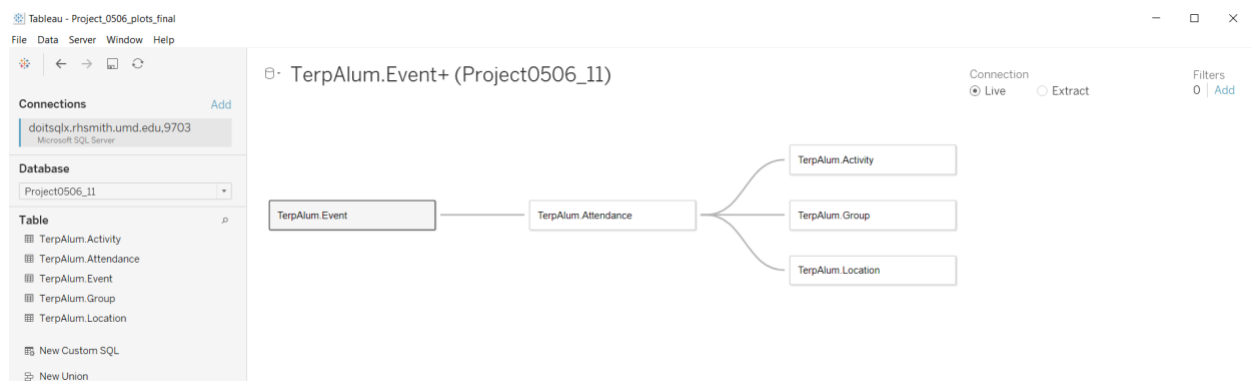 Tableau - Project_0506_plots_final
File Data Server Window Help
Connections Add
doitsqlx.rhsmith.umd.edu,9703
Microsoft SQL Server
Database
Project0506_11
Table
TerpAlum.Activity
TerpAlum.Attendance
TerpAlum.Event
TerpAlum.Group
TerpAlum.Location
New Custom SQL
New Union
TerpAlum.Event+ (Project0506_11)
Connection
Live Extract
Filters
0 Add
TerpAlum.Event
TerpAlum.Attendance
TerpAlum.Activity
TerpAlum.Group
TerpAlum.Location